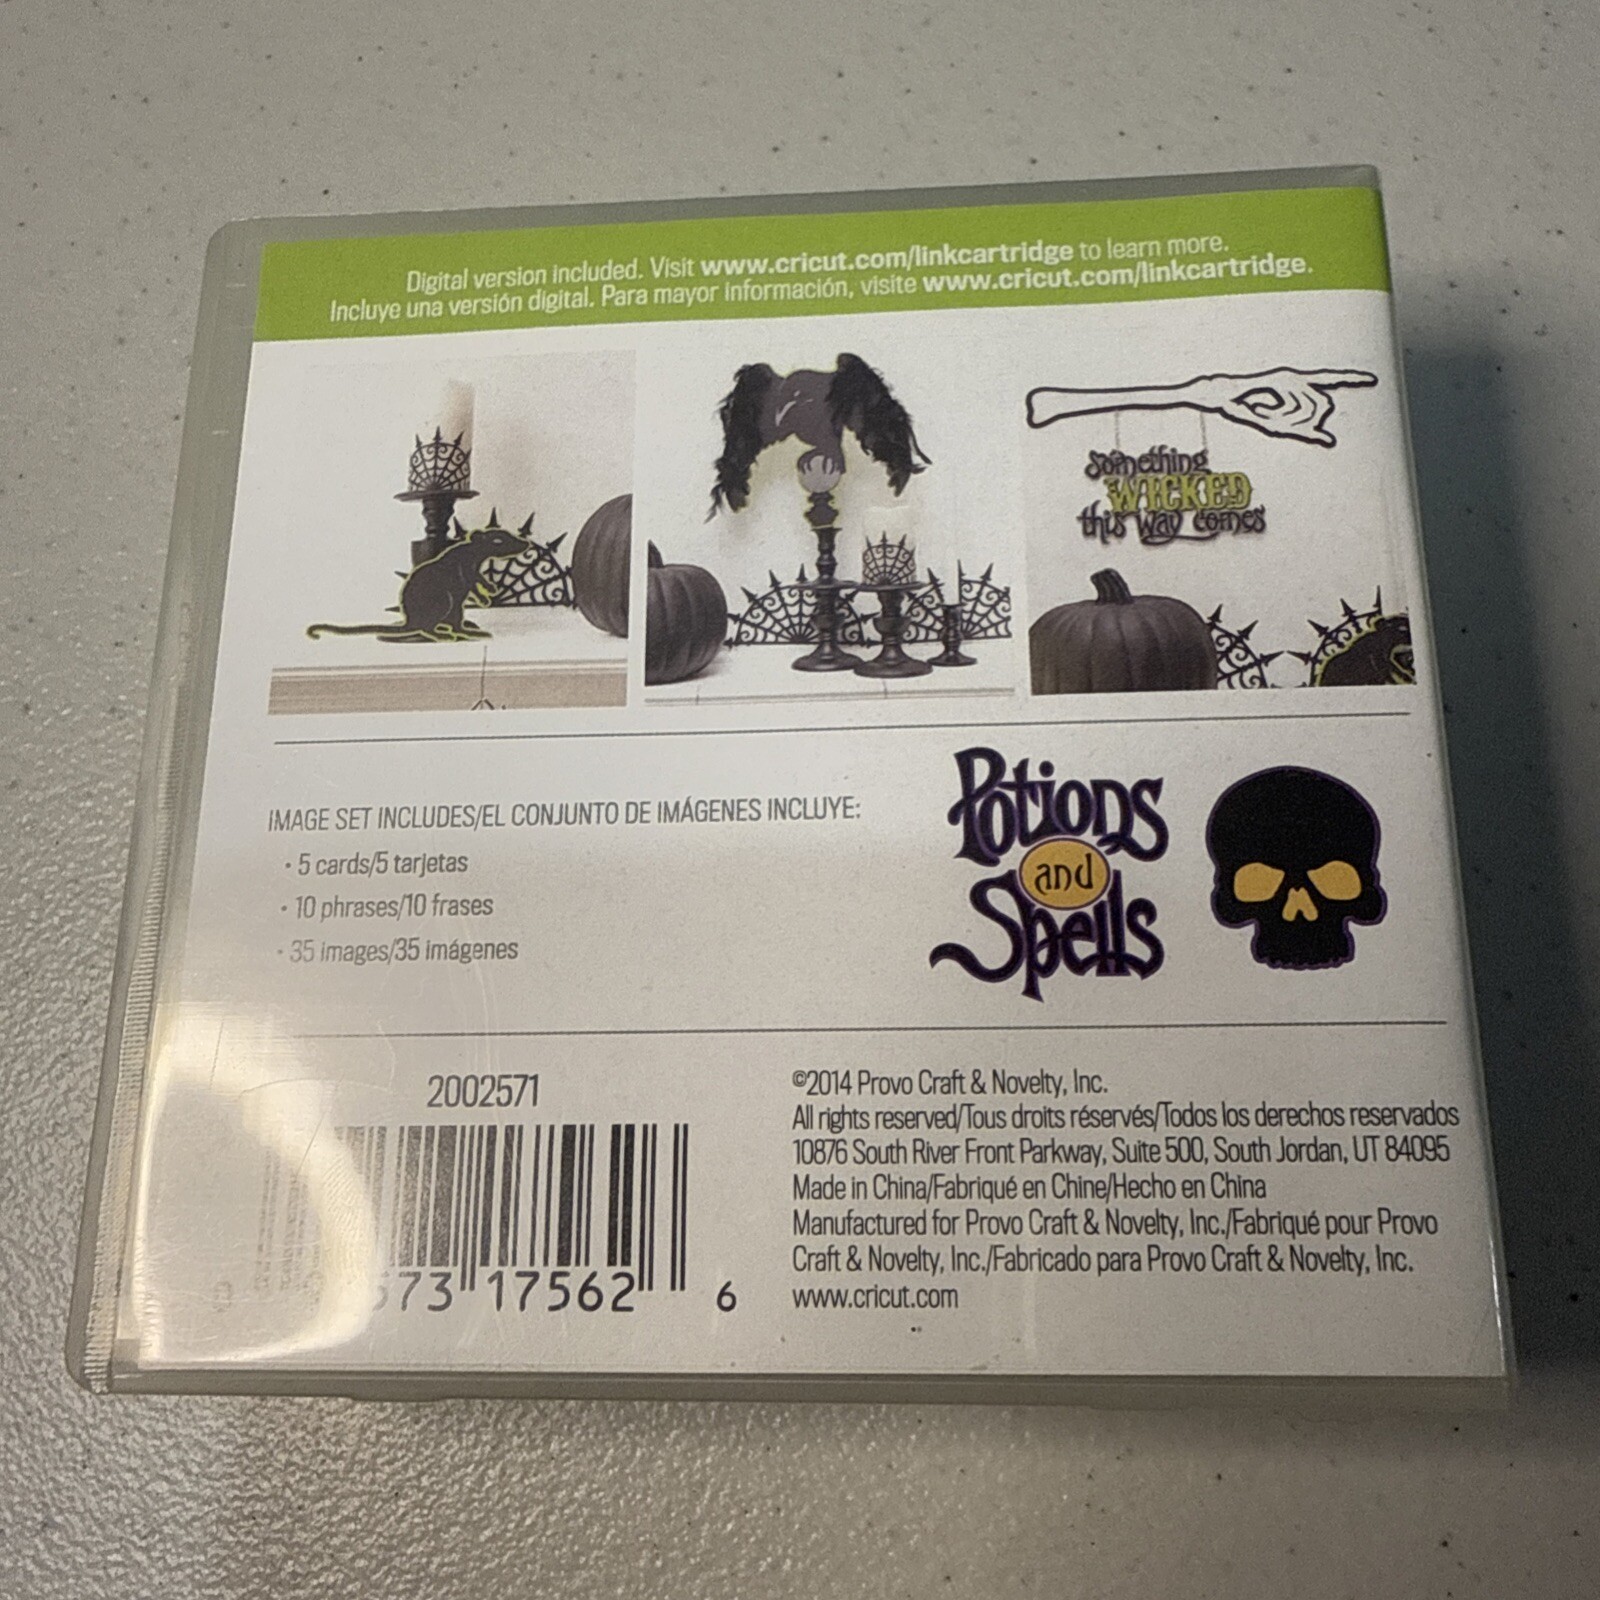 Digital version included. Visit www.cricut.com/linkcartridge to learn more.
Incluye una versión digital. Para mayor información, visite www.cricut.com/linkcartridge.
Something
WICKED
this way comes
IMAGE SET INCLUDES/EL CONJUNTO DE IMÁGENES INCLUYE:
• 5 cards/5 tarjetas
• 10 phrases/10 frases
• 35 images/35 imágenes
Potions
and
Spells
2002571
573 17562 6
©2014 Provo Craft & Novelty, Inc.
All rights reserved/Tous droits réservés/Todos los derechos reservados
10876 South River Front Parkway, Suite 500, South Jordan, UT 84095
Made in China/Fabriqué en Chine/Hecho en China
Manufactured for Provo Craft & Novelty, Inc./Fabriqué pour Provo
Craft & Novelty, Inc./Fabricado para Provo Craft & Novelty, Inc.
www.cricut.com